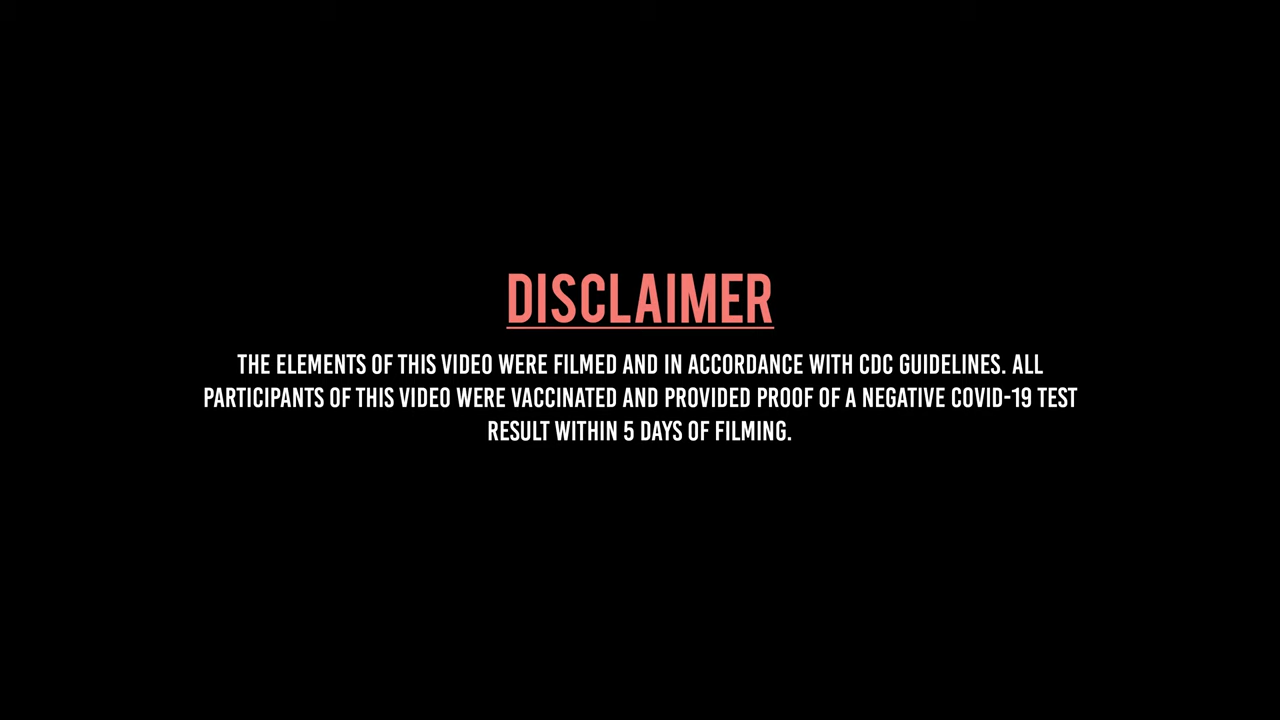 DISCLAIMER
THE ELEMENTS OF THIS VIDEO WERE FILMED AND IN ACCORDANCE WITH CDC GUIDELINES. ALL
PARTICIPANTS OF THIS VIDEO WERE VACCINATED AND PROVIDED PROOF OF A NEGATIVE COVID-19 TEST
RESULT WITHIN 5 DAYS OF FILMING.